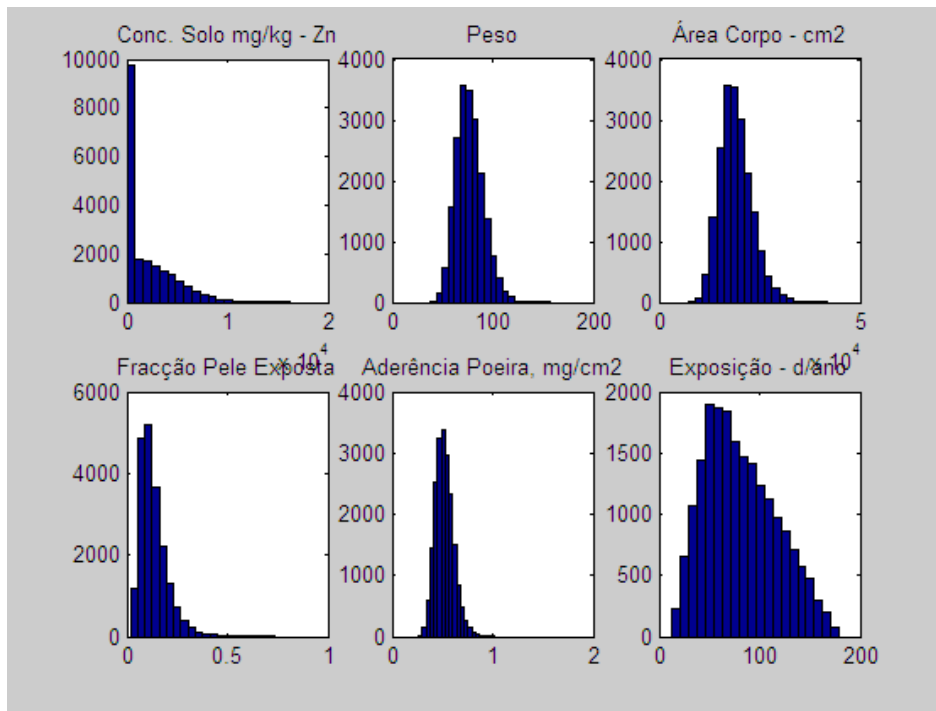 Conc. Solo mg/kg - Zn
10000
8000
6000
4000
2000
0
0 1 2
x 10^4
Peso
4000
3000
2000
1000
0
0 100 200
Área Corpo - cm2
4000
3000
2000
1000
0
0 5
x 10^4
Fracção Pele Exposta
6000
4000
2000
0
0 0.5 1
Aderência Poeira, mg/cm2
4000
3000
2000
1000
0
0 1 2
Exposição - d/ano
2000
1500
1000
500
0
0 100 200